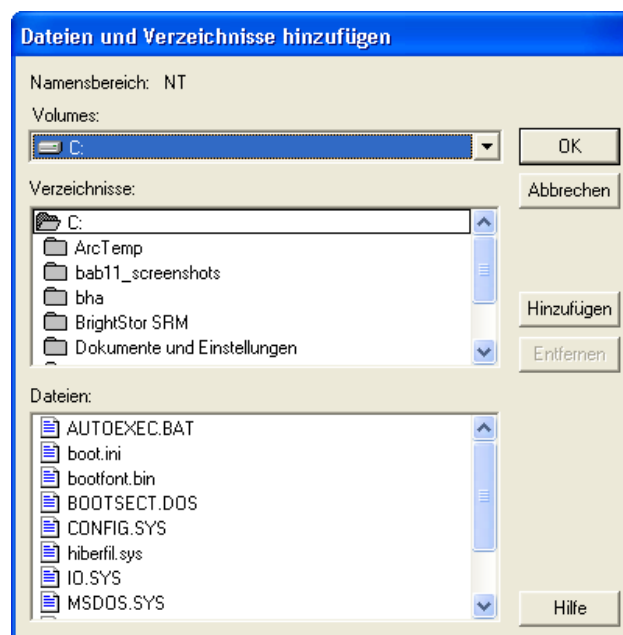 Dateien und Verzeichnisse hinzufügen
Namensbereich: NT
Volumes:
C:
OK
Verzeichnisse:
Abbrechen
C:
ArcTemp
bab11_screenshots
bha
BrightStor SRM
Dokumente und Einstellungen
Hinzufügen
Entfernen
Dateien:
AUTOEXEC.BAT
boot.ini
bootfont.bin
BOOTSECT.DOS
CONFIG.SYS
hiberfil.sys
IO.SYS
MSDOS.SYS
Hilfe